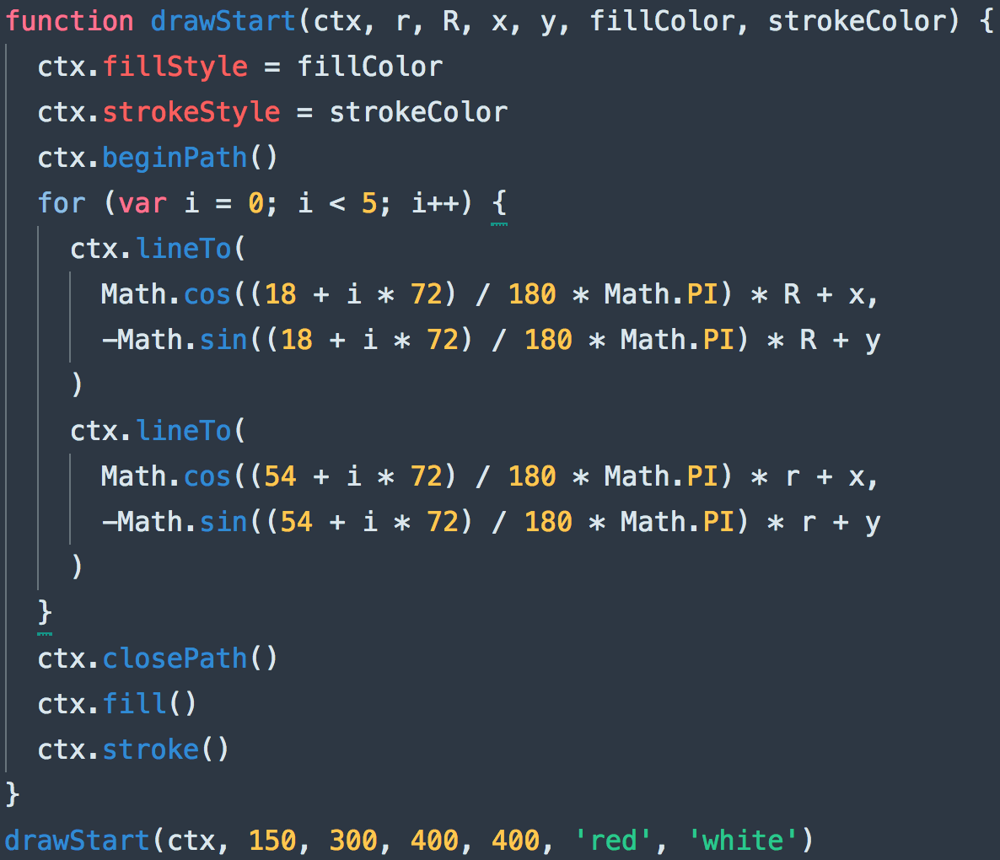 function drawStart(ctx, r, R, x, y, fillColor, strokeColor) {
  ctx.fillStyle = fillColor
  ctx.strokeStyle = strokeColor
  ctx.beginPath()
  for (var i = 0; i < 5; i++) {
    ctx.lineTo(
      Math.cos((18 + i * 72) / 180 * Math.PI) * R + x,
      -Math.sin((18 + i * 72) / 180 * Math.PI) * R + y
    )
    ctx.lineTo(
      Math.cos((54 + i * 72) / 180 * Math.PI) * r + x,
      -Math.sin((54 + i * 72) / 180 * Math.PI) * r + y
    )
  }
  ctx.closePath()
  ctx.fill()
  ctx.stroke()
}
drawStart(ctx, 150, 300, 400, 400, 'red', 'white')